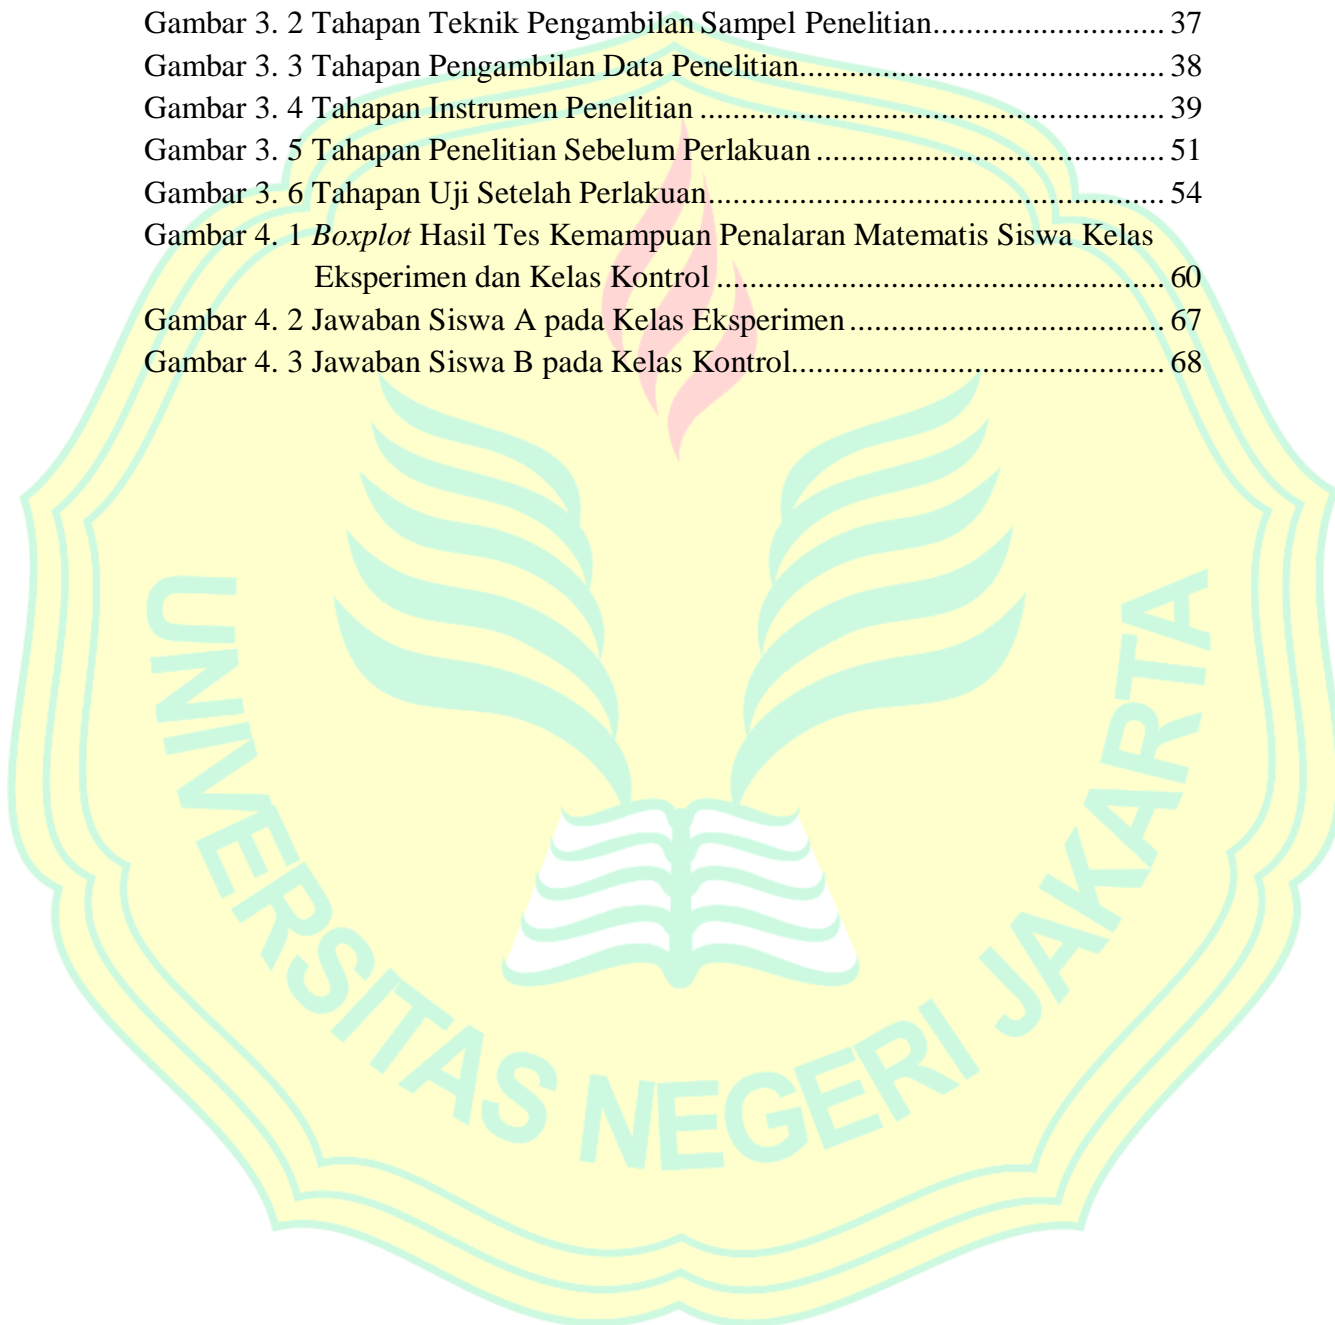 Gambar 3. 2 Tahapan Teknik Pengambilan Sampel Penelitian............................ 37
Gambar 3. 3 Tahapan Pengambilan Data Penelitian............................................ 38
Gambar 3. 4 Tahapan Instrumen Penelitian ........................................................ 39
Gambar 3. 5 Tahapan Penelitian Sebelum Perlakuan .......................................... 51
Gambar 3. 6 Tahapan Uji Setelah Perlakuan....................................................... 54
Gambar 4. 1 Boxplot Hasil Tes Kemampuan Penalaran Matematis Siswa Kelas
Eksperimen dan Kelas Kontrol ...................................................... 60
Gambar 4. 2 Jawaban Siswa A pada Kelas Eksperimen ...................................... 67
Gambar 4. 3 Jawaban Siswa B pada Kelas Kontrol............................................. 68
UNIVERSITAS NEGERI JAKARTA